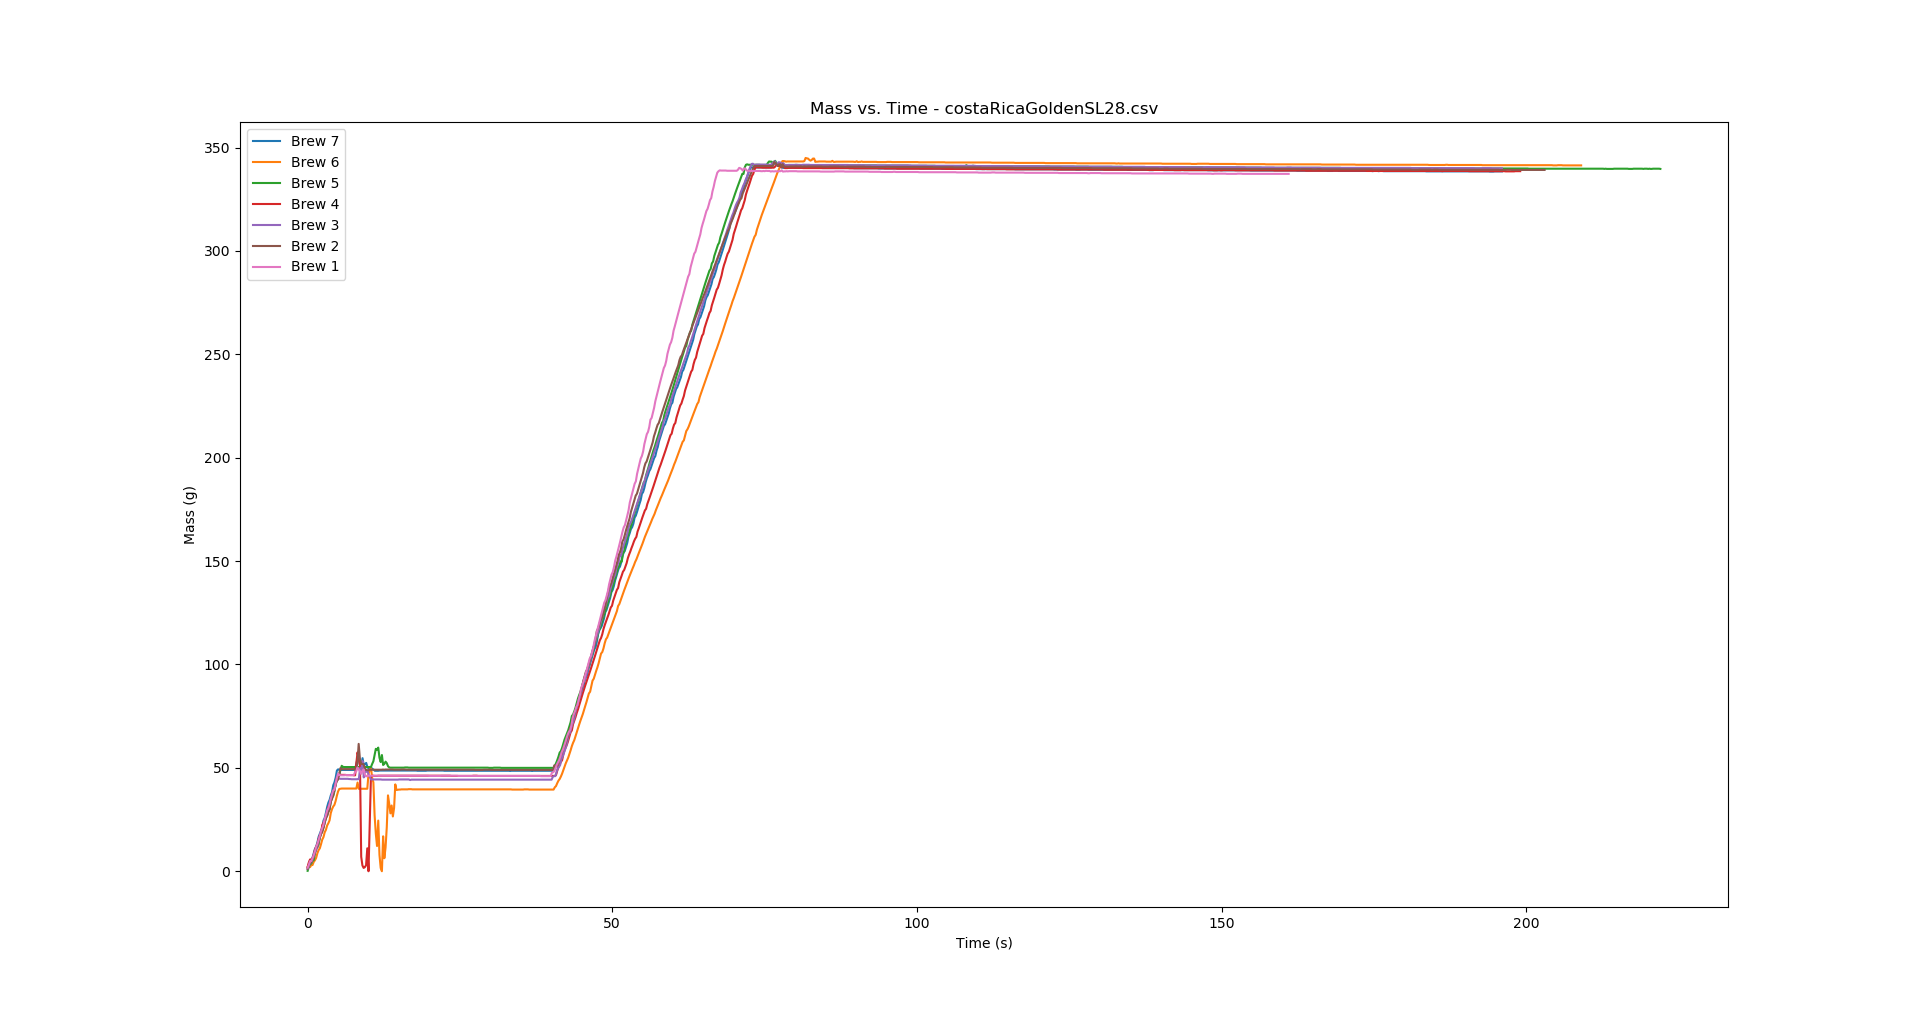 Mass vs. Time - costaRicaGoldenSL28.csv
Brew 7
Brew 6
Brew 5
Brew 4
Brew 3
Brew 2
Brew 1
350
300
250
200
150
100
50
0
Mass (g)
0 50 100 150 200
Time (s)